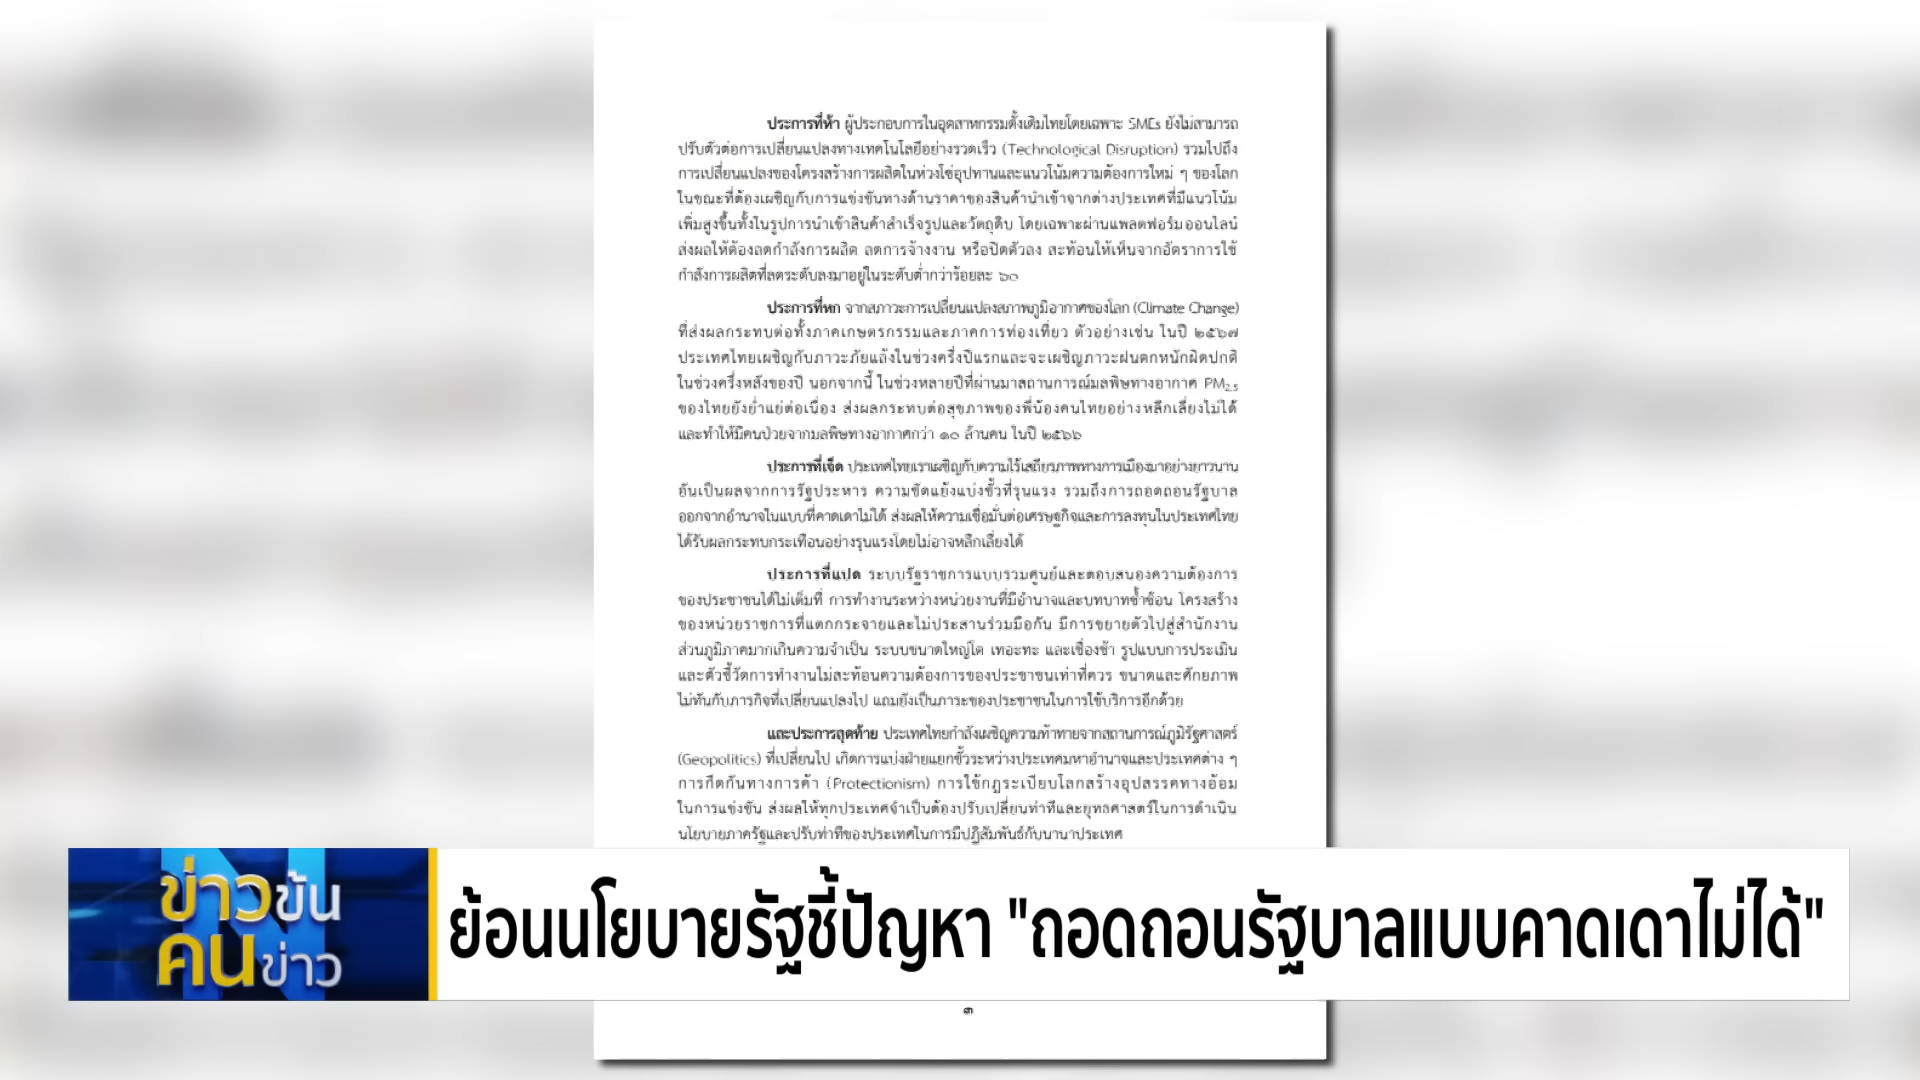 ประการที่ห้า ผู้ประกอบการในอุตสาหกรรมดั้งเดิมไทยโดยเฉพาะ SMEs ยังไม่สามารถ
ปรับตัวต่อการเปลี่ยนแปลงทางเทคโนโลยีอย่างรวดเร็ว (Technological Disruption) รวมไปถึง
การเปลี่ยนแปลงของโครงสร้างการผลิตในห่วงโซ่อุปทานและแนวโน้มความต้องการใหม่ ๆ ของโลก
ในขณะที่ต้องเผชิญกับการแข่งขันทางด้านราคาของสินค้านำเข้าจากต่างประเทศที่มีแนวโน้ม
เพิ่มสูงขึ้นทั้งในรูปการนำเข้าสินค้าสำเร็จรูปและวัตถุดิบ โดยเฉพาะผ่านแพลตฟอร์มออนไลน์
ส่งผลให้ต้องลดกำลังการผลิต ลดการจ้างงาน หรือปิดตัวลง สะท้อนให้เห็นจากอัตราการใช้
กำลังการผลิตที่ลดระดับลงมาอยู่ในระดับต่ำกว่าร้อยละ ๖๐
ประการที่หก จากสภาวะการเปลี่ยนแปลงสภาพภูมิอากาศของโลก (Climate Change)
ที่ส่งผลกระทบต่อทั้งภาคเกษตรกรรมและภาคการท่องเที่ยว ตัวอย่างเช่น ในปี ๒๕๖๗
ประเทศไทยเผชิญกับภาวะภัยแล้งในช่วงครึ่งปีแรกและจะเผชิญภาวะฝนตกหนักผิดปกติ
ในช่วงครึ่งหลังของปี นอกจากนี้ ในช่วงหลายปีที่ผ่านมาสถานการณ์มลพิษทางอากาศ PM2.5
ของไทยยังย่ำแย่ต่อเนื่อง ส่งผลกระทบต่อสุขภาพของพี่น้องคนไทยอย่างหลีกเลี่ยงไม่ได้
และทำให้มีคนป่วยจากมลพิษทางอากาศกว่า ๑๐ ล้านคน ในปี ๒๕๖๖
ประการที่เจ็ด ประเทศไทยเราเผชิญกับความไร้เสถียรภาพทางการเมืองมาอย่างยาวนาน
อันเป็นผลจากการรัฐประหาร ความขัดแย้งแบ่งขั้วที่รุนแรง รวมถึงการถอดถอนรัฐบาล
ออกจากอำนาจในแบบที่คาดเดาไม่ได้ ส่งผลให้ความเชื่อมั่นต่อเศรษฐกิจและการลงทุนในประเทศไทย
ได้รับผลกระทบกระเทือนอย่างรุนแรงโดยไม่อาจหลีกเลี่ยงได้
ประการที่แปด ระบบรัฐราชการแบบรวมศูนย์และตอบสนองความต้องการ
ของประชาชนได้ไม่เต็มที่ การทำงานระหว่างหน่วยงานที่มีอำนาจและบทบาทซ้ำซ้อน โครงสร้าง
ของหน่วยราชการที่แตกกระจายและไม่ประสานร่วมมือกัน มีการขยายตัวไปสู่สำนักงาน
ส่วนภูมิภาคมากเกินความจำเป็น ระบบขนาดใหญ่โต เทอะทะ และเชื่องช้า รูปแบบการประเมิน
และตัวชี้วัดการทำงานไม่สะท้อนความต้องการของประชาชนเท่าที่ควร ขนาดและศักยภาพ
ไม่ทันกับภารกิจที่เปลี่ยนแปลงไป แถมยังเป็นภาระของประชาชนในการใช้บริการอีกด้วย
และประการสุดท้าย ประเทศไทยกำลังเผชิญความท้าทายจากสถานการณ์ภูมิรัฐศาสตร์
(Geopolitics) ที่เปลี่ยนไป เกิดการแบ่งฝ่ายแยกขั้วระหว่างประเทศมหาอำนาจและประเทศต่าง ๆ
การกีดกันทางการค้า (Protectionism) การใช้กฎระเบียบโลกสร้างอุปสรรคทางอ้อม
ในการแข่งขัน ส่งผลให้ทุกประเทศจำเป็นต้องปรับเปลี่ยนท่าทีและยุทธศาสตร์ในการดำเนิน
นโยบายภาครัฐและปรับท่าทีของประเทศในการมีปฏิสัมพันธ์กับนานาประเทศ
ข่าวข้น
คนข่าว
ย้อนนโยบายรัฐชี้ปัญหา "ถอดถอนรัฐบาลแบบคาดเดาไม่ได้"
๓